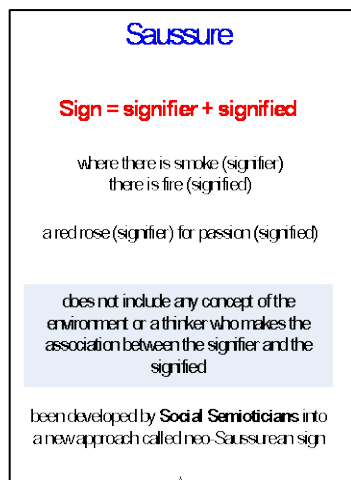 Saussure
Sign = signifier + signified
where there is smoke (signifier)
there is fire (signified)
a red rose (signifier) for passion (signified)
does not include any concept of the
environment or a thinker who makes the
association between the signifier and the
signified
been developed by Social Semioticians into
a new approach called neo-Saussurean sign